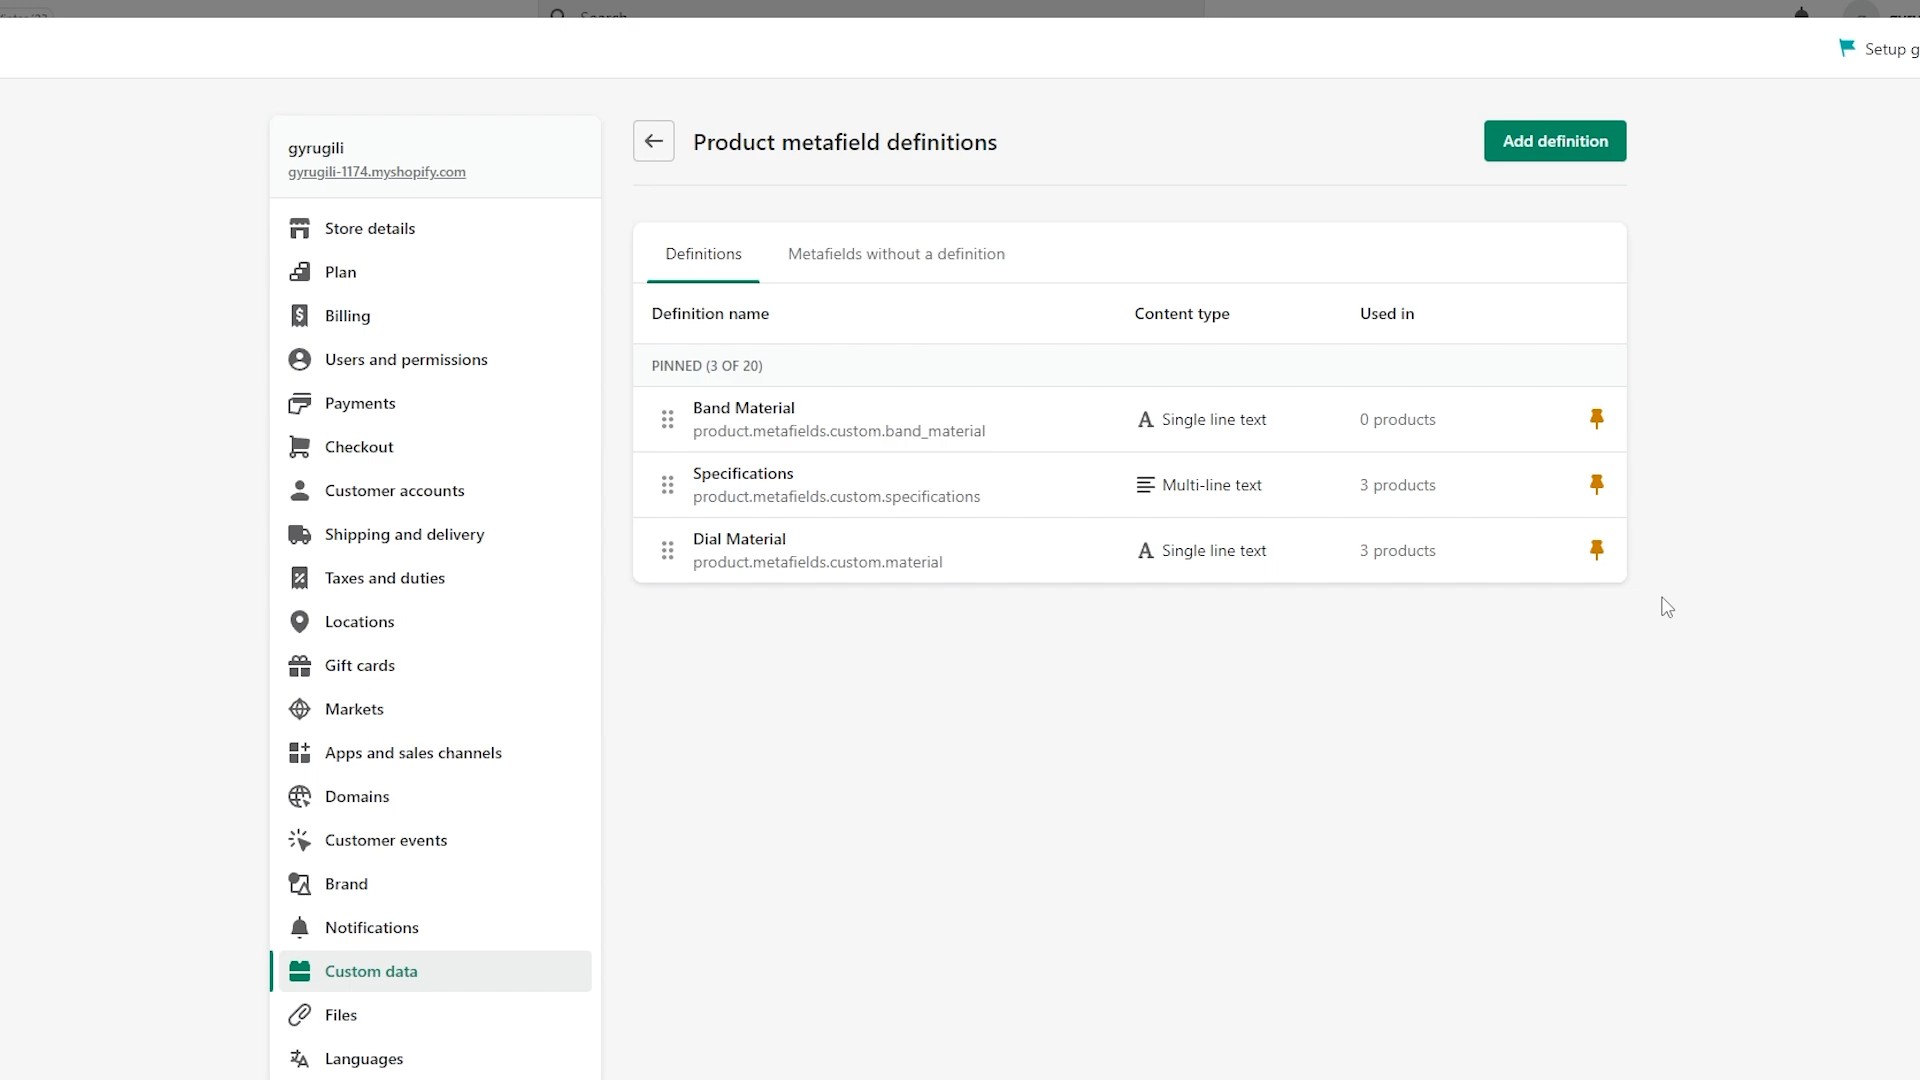 Search
Setup g
gyrugili
gyrugili-1174.myshopify.com
Product metafield definitions
Add definition
Store details
Plan
Billing
Users and permissions
Payments
Checkout
Customer accounts
Shipping and delivery
Taxes and duties
Locations
Gift cards
Markets
Apps and sales channels
Domains
Customer events
Brand
Notifications
Custom data
Files
Languages
Definitions
Metafields without a definition
Definition name
Content type
Used in
PINNED (3 OF 20)
Band Material
product.metafields.custom.band_material
Single line text
0 products
Specifications
product.metafields.custom.specifications
Multi-line text
3 products
Dial Material
product.metafields.custom.material
Single line text
3 products